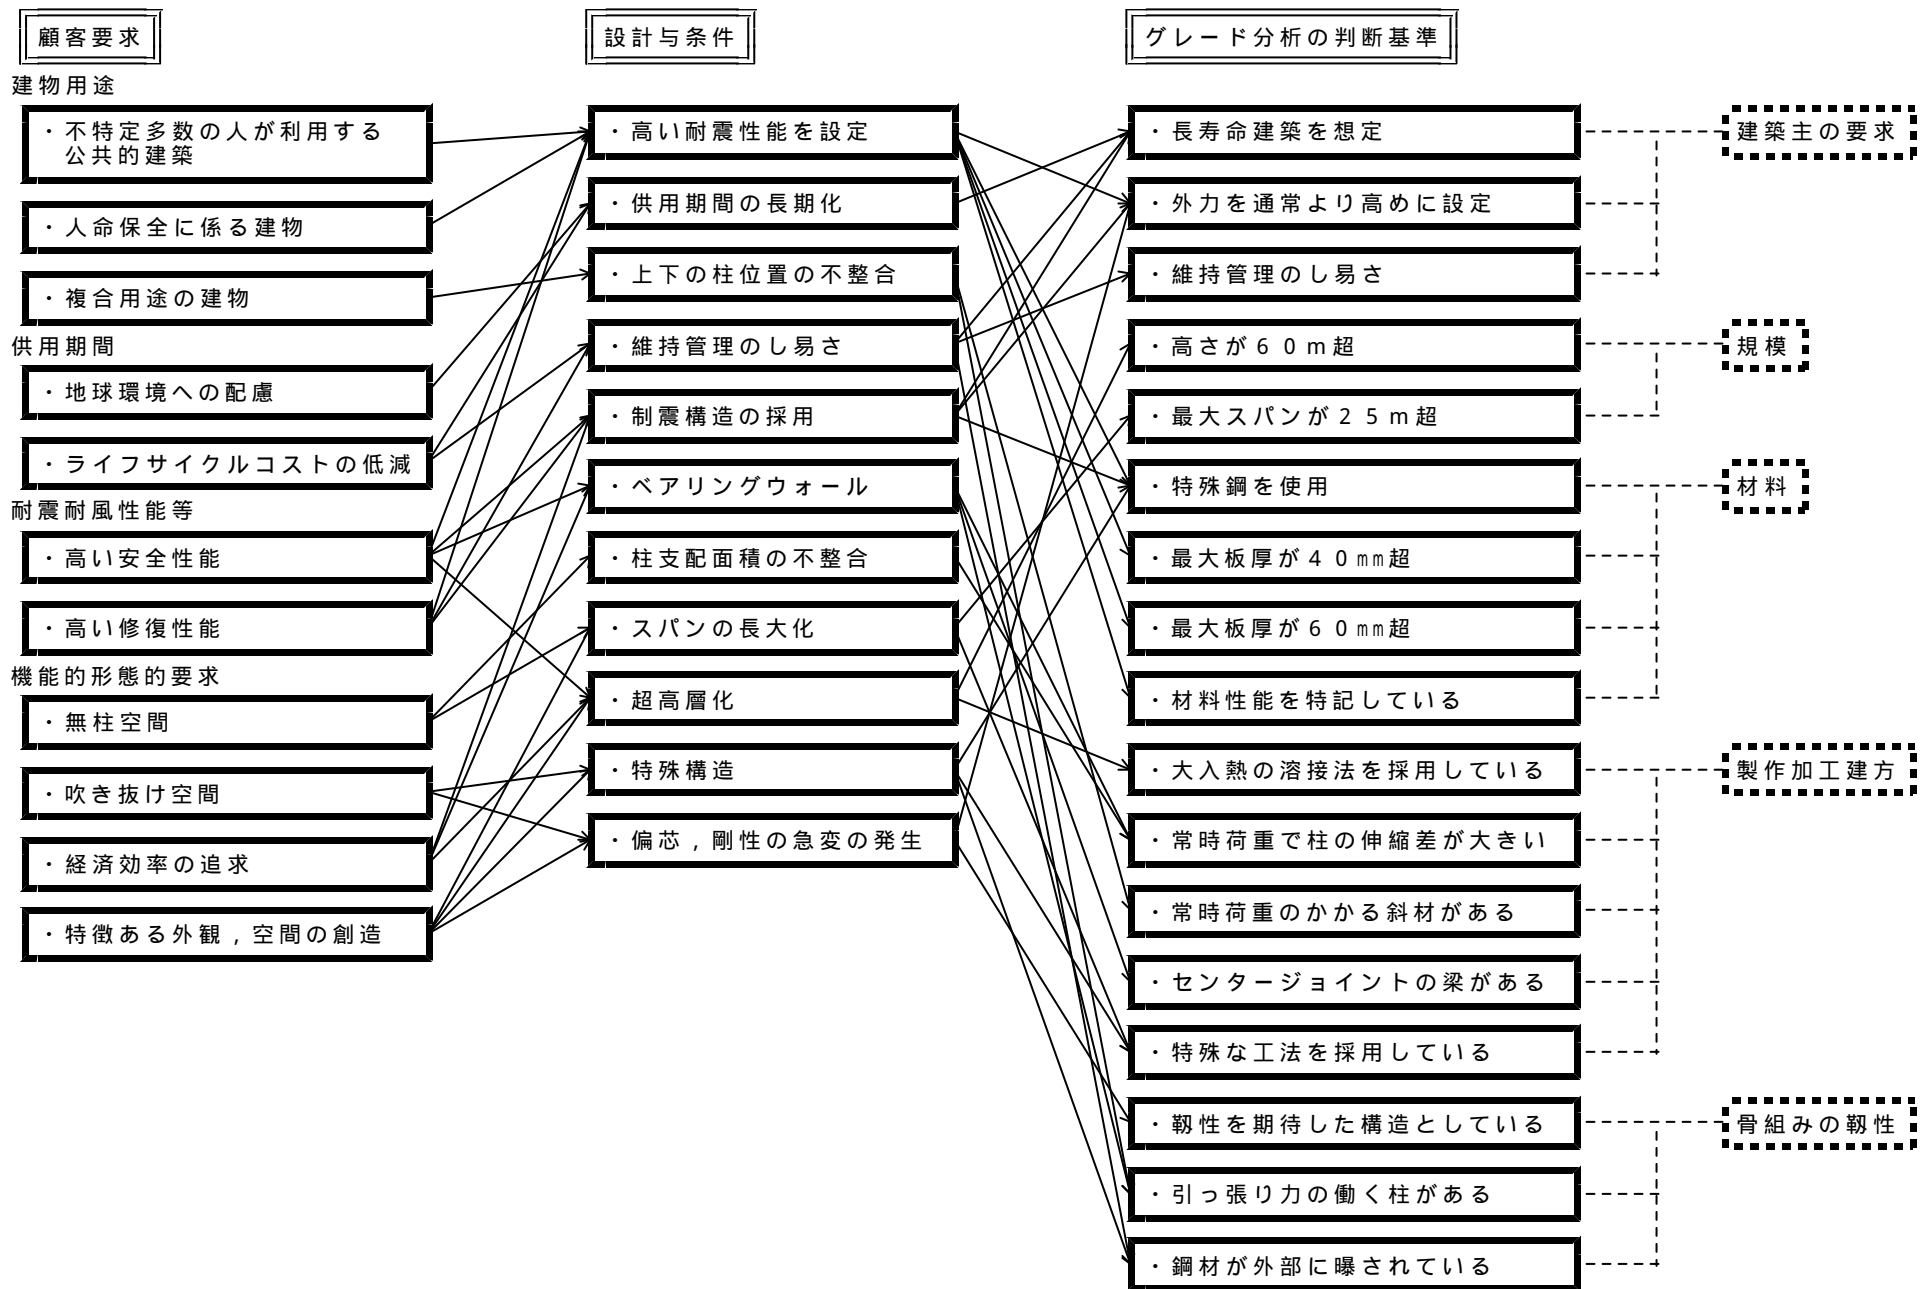 顧客要求
設計与条件
グレード分析の判断基準
建物用途
・不特定多数の人が利用する
公共的建築
・人命保全に係る建物
・複合用途の建物
供用期間
・地球環境への配慮
・ライフサイクルコストの低減
耐震耐風性能等
・高い安全性能
・高い修復性能
機能的形態的要求
・無柱空間
・吹き抜け空間
・経済効率の追求
・特徴ある外観，空間の創造
・高い耐震性能を設定
・供用期間の長期化
・上下の柱位置の不整合
・維持管理のし易さ
・制震構造の採用
・ベアリングウォール
・柱支配面積の不整合
・スパンの長大化
・超高層化
・特殊構造
・偏芯，剛性の急変の発生
・長寿命建築を想定
・外力を通常より高めに設定
・維持管理のし易さ
・高さが６０ｍ超
・最大スパンが２５ｍ超
・特殊鋼を使用
・最大板厚が４０㎜超
・最大板厚が６０㎜超
・材料性能を特記している
・大入熱の溶接法を採用している
・常時荷重で柱の伸縮差が大きい
・常時荷重のかかる斜材がある
・センタージョイントの梁がある
・特殊な工法を採用している
・靱性を期待した構造としている
・引っ張り力の働く柱がある
・鋼材が外部に曝されている
建築主の要求
規模
材料
製作加工建方
骨組みの靱性